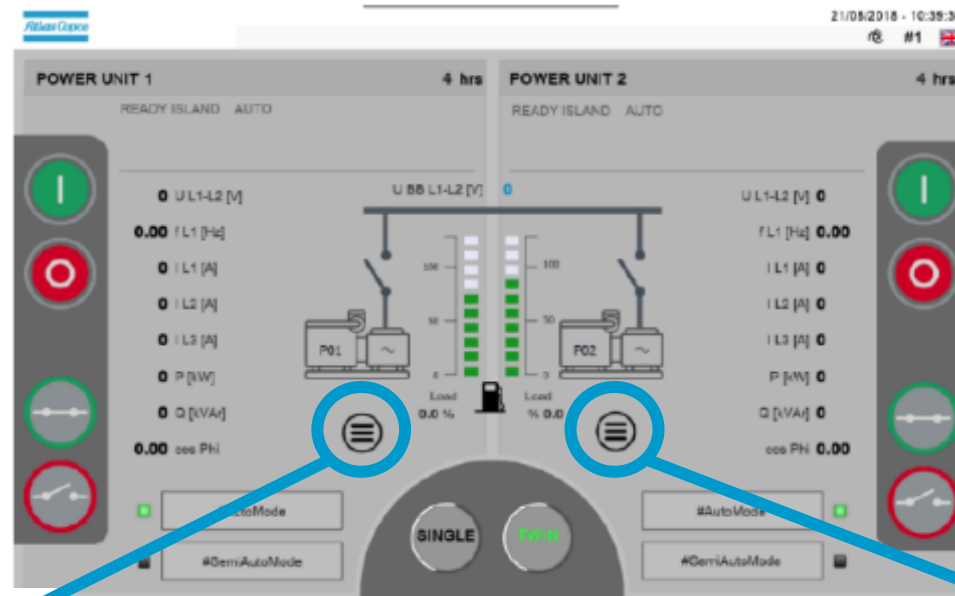 Atlas Copco
21/08/2018 - 10:39:3
#1
POWER UNIT 1 4 hrs
POWER UNIT 2 4 hrs
READY ISLAND AUTO
READY ISLAND AUTO
U BB L1-L2 [V] 0
0 U L1-L2 [V]
0.00 f L1 [Hz]
0 I L1 [A]
0 I L2 [A]
0 I L3 [A]
0 P [kW]
0 Q [kVAr]
0.00 cos Phi
100
50
0
100
50
0
P01
~
P02
~
Load
0.0 %
Load
% 0.0
U L1-L2 [V] 0
f L1 [Hz] 0.00
I L1 [A] 0
I L2 [A] 0
I L3 [A] 0
P [kW] 0
Q [kVAr] 0
cos Phi 0.00
#AutoMode
#SemiAutoMode
SINGLE
TWIN
#AutoMode
#SemiAutoMode